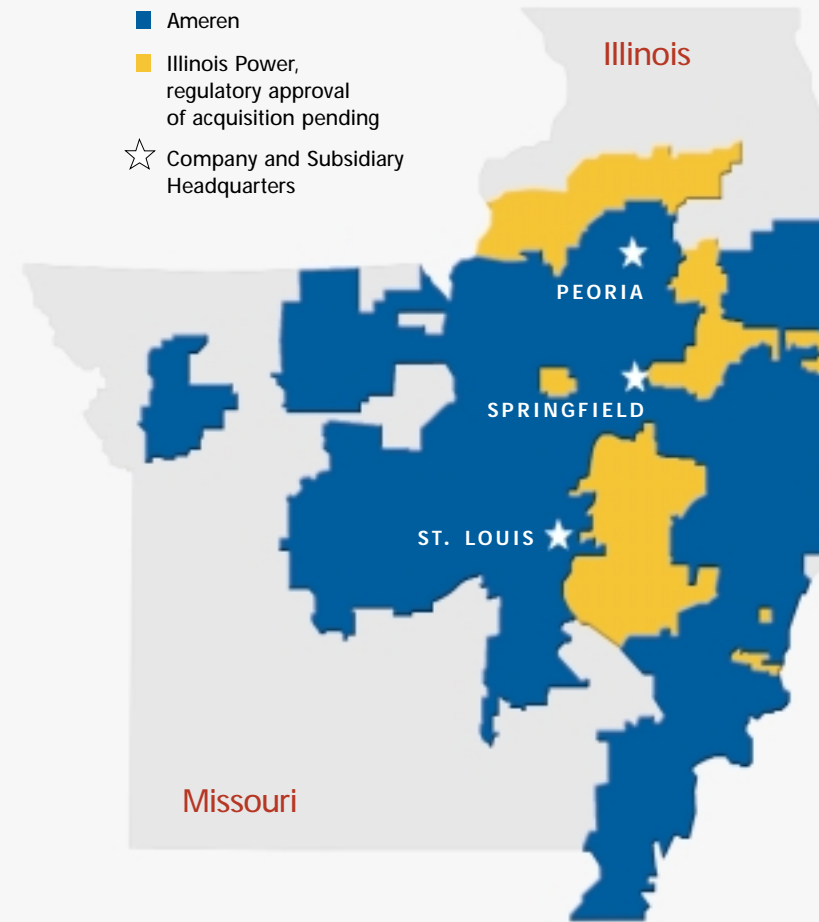 Ameren
Illinois Power,
regulatory approval
of acquisition pending
Company and Subsidiary
Headquarters
Illinois
PEORIA
SPRINGFIELD
ST. LOUIS
Missouri